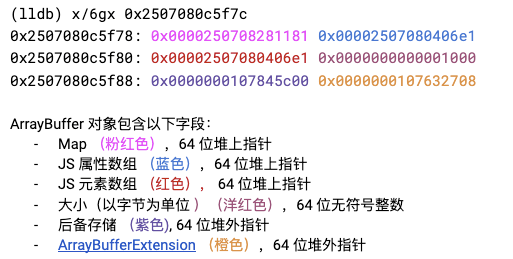 (lldb) x/6gx 0x2507080c5f7c
0x2507080c5f78: 0x0000250708281181 0x00002507080406e1
0x2507080c5f80: 0x00002507080406e1 0x0000000000001000
0x2507080c5f88: 0x0000000107845c00 0x0000000107632708
ArrayBuffer 对象包含以下字段：
- Map （粉红色），64 位堆上指针
- JS 属性数组 （蓝色），64 位堆上指针
- JS 元素数组 （红色），64 位堆上指针
- 大小（以字节为单位 ）（洋红色），64 位无符号整数
- 后备存储 （紫色), 64 位堆外指针
- ArrayBufferExtension （橙色），64 位堆外指针